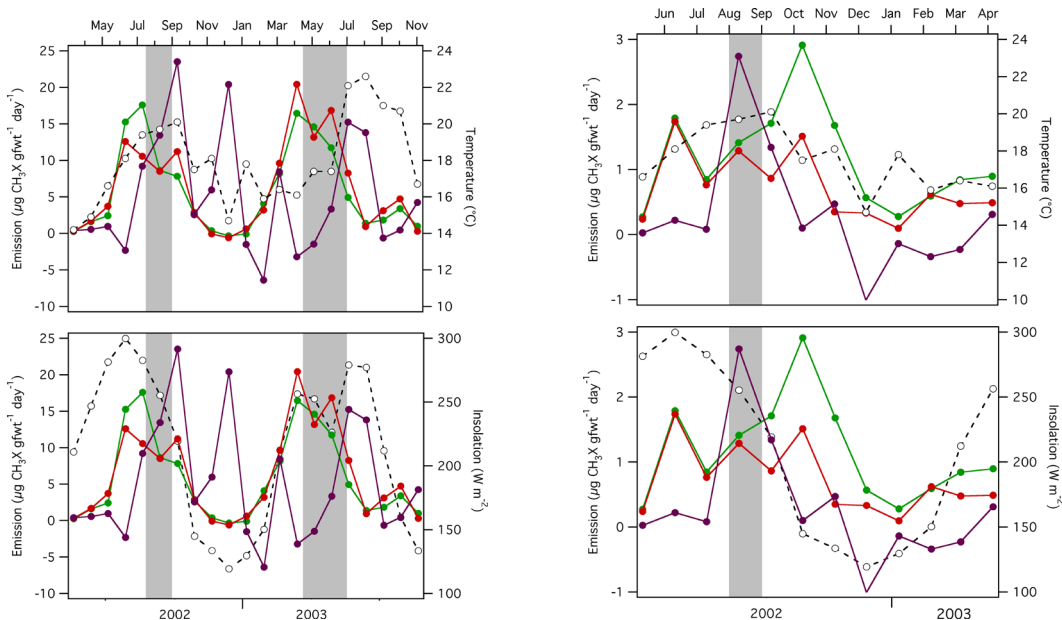 May Jul Sep Nov Jan Mar May Jul Sep Nov
25 20 15 10 5 0 -5 -10
Emission (μg CH₃X gfwt⁻¹ day⁻¹)
24 22 20 18 16 14 12 10
Temperature (°C)
Jun Jul Aug Sep Oct Nov Dec Jan Feb Mar Apr
3 2 1 0 -1
Emission (μg CH₃X gfwt⁻¹ day⁻¹)
24 22 20 18 16 14 12 10
Temperature (°C)
25 20 15 10 5 0 -5 -10
Emission (μg CH₃X gfwt⁻¹ day⁻¹)
300 250 200 150 100
Insolation (W m⁻²)
2002 2003
3 2 1 0 -1
Emission (μg CH₃X gfwt⁻¹ day⁻¹)
300 250 200 150 100
Insolation (W m⁻²)
2002 2003